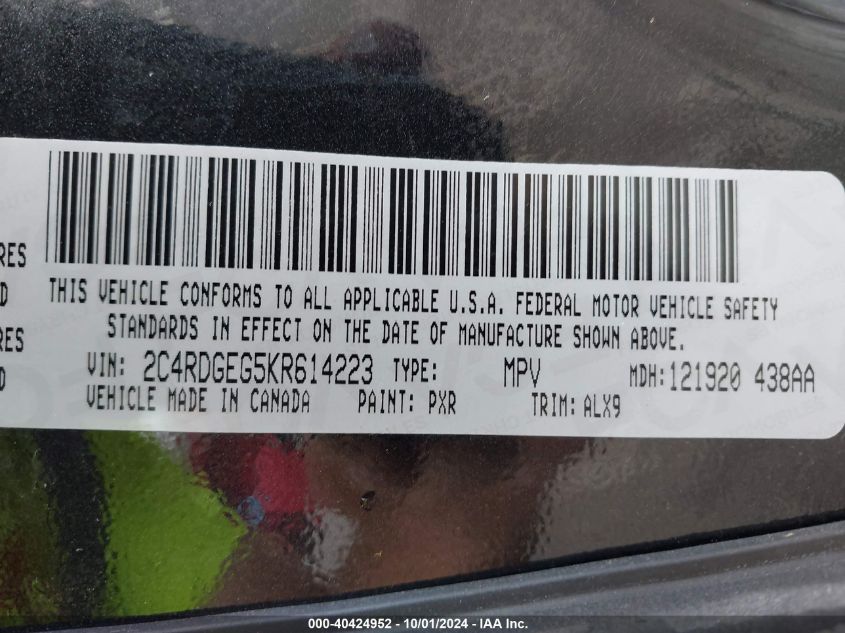 RES
D
RES
D
THIS VEHICLE CONFORMS TO ALL APPLICABLE U.S.A. FEDERAL MOTOR VEHICLE SAFETY
STANDARDS IN EFFECT ON THE DATE OF MANUFACTURE SHOWN ABOVE.
VIN: 2C4RDGEG5KR614223 TYPE: MPV MDH:121920 438AA
VEHICLE MADE IN CANADA PAINT: PXR TRIM: ALX9
000-40424952 - 10/01/2024 - IAA Inc.